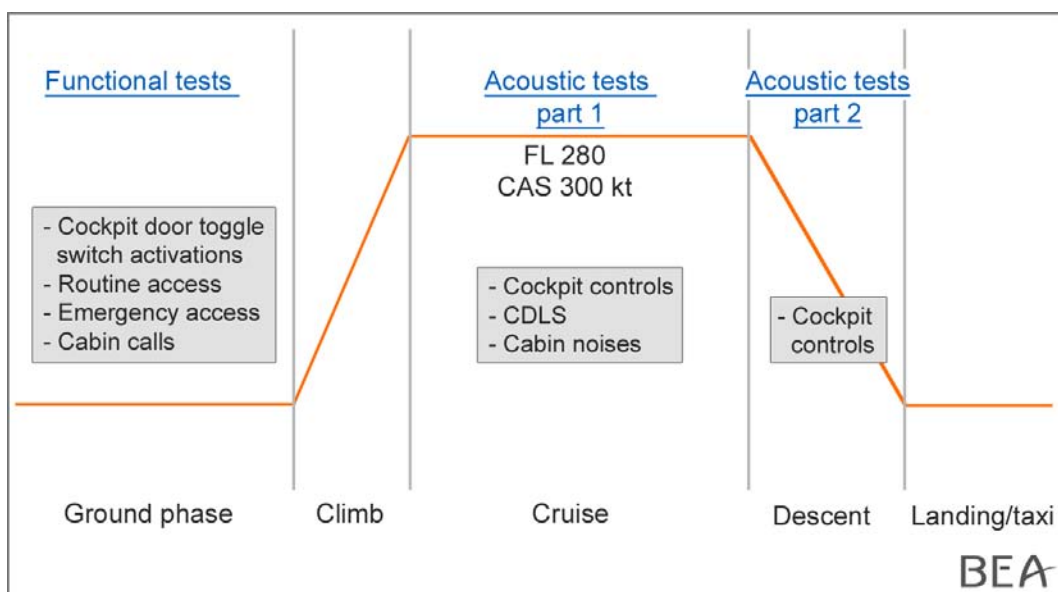 Functional tests
Acoustic tests
part 1
Acoustic tests
part 2
FL 280
CAS 300 kt
- Cockpit door toggle
switch activations
- Routine access
- Emergency access
- Cabin calls
- Cockpit controls
- CDLS
- Cabin noises
- Cockpit
controls
Ground phase
Climb
Cruise
Descent
Landing/taxi
BEA